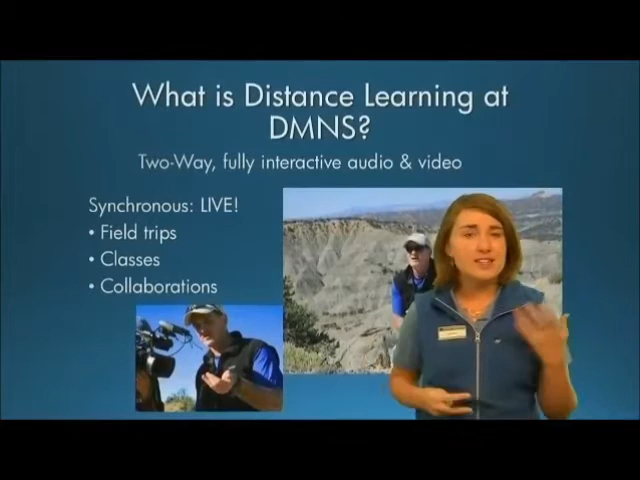 What is Distance Learning at
DMNS?
Two-Way, fully interactive audio & video
Synchronous: LIVE!
• Field trips
• Classes
• Collaborations